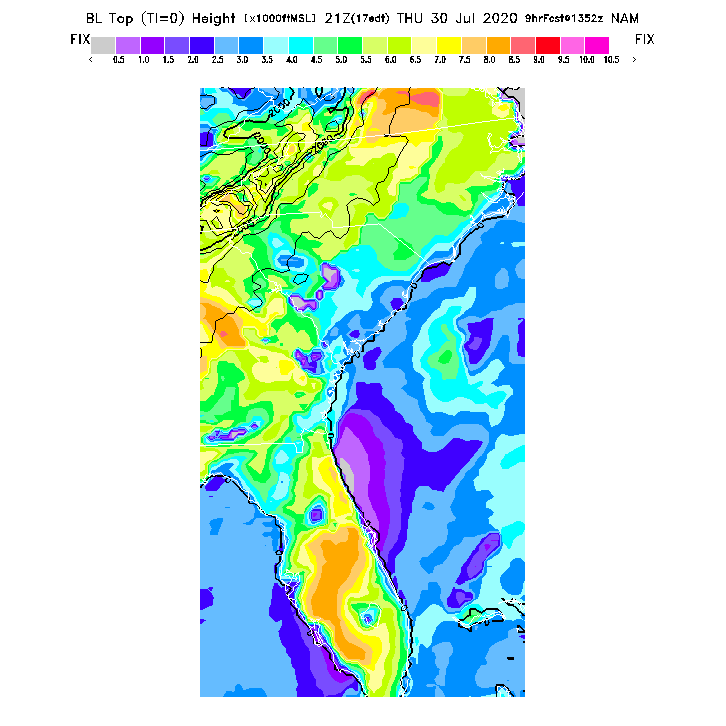 BL Top (TI=0) Height [x1000ftMSL] 21Z(17edt) THU 30 Jul 2020 9hrFcst@1352z NAM
FIX FIX
< 0.5 1.0 1.5 2.0 2.5 3.0 3.5 4.0 4.5 5.0 5.5 6.0 6.5 7.0 7.5 8.0 8.5 9.0 9.5 10.0 10.5 >
2000